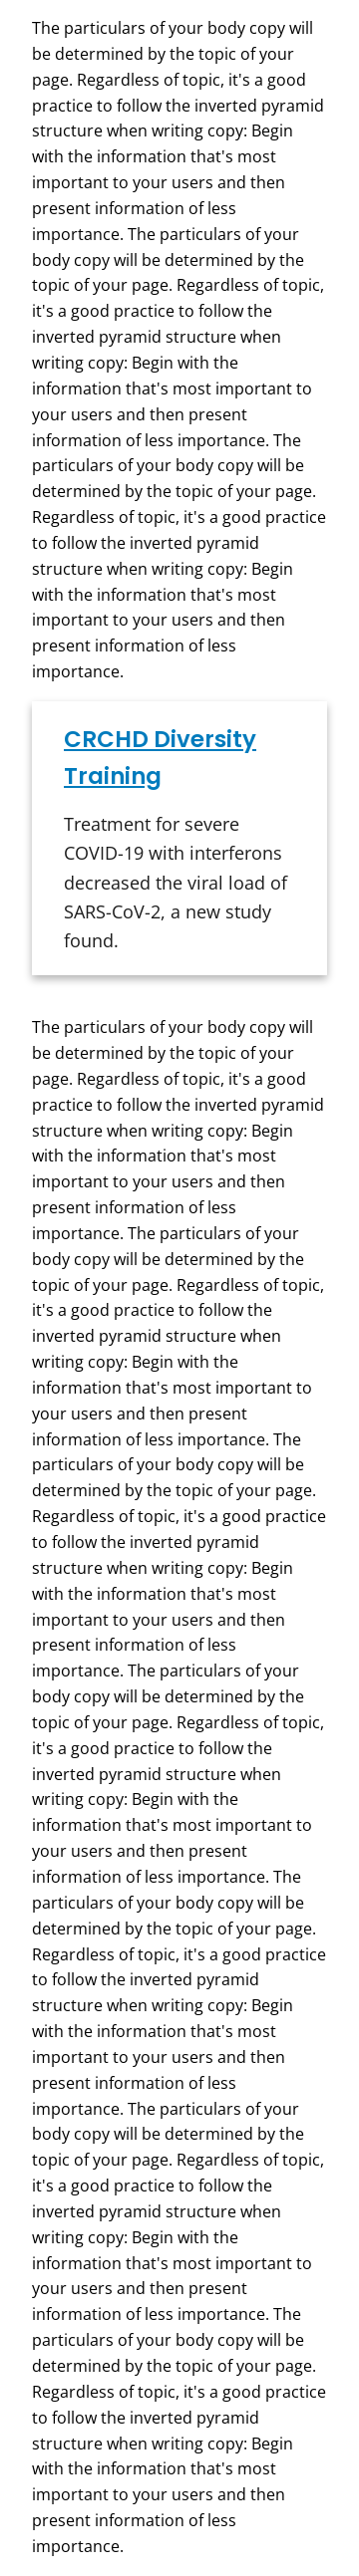 The particulars of your body copy will
be determined by the topic of your
page. Regardless of topic, it's a good
practice to follow the inverted pyramid
structure when writing copy: Begin
with the information that's most
important to your users and then
present information of less
importance. The particulars of your
body copy will be determined by the
topic of your page. Regardless of topic,
it's a good practice to follow the
inverted pyramid structure when
writing copy: Begin with the
information that's most important to
your users and then present
information of less importance. The
particulars of your body copy will be
determined by the topic of your page.
Regardless of topic, it's a good practice
to follow the inverted pyramid
structure when writing copy: Begin
with the information that's most
important to your users and then
present information of less
importance.
CRCHD Diversity
Training
Treatment for severe
COVID-19 with interferons
decreased the viral load of
SARS-CoV-2, a new study
found.
The particulars of your body copy will
be determined by the topic of your
page. Regardless of topic, it's a good
practice to follow the inverted pyramid
structure when writing copy: Begin
with the information that's most
important to your users and then
present information of less
importance. The particulars of your
body copy will be determined by the
topic of your page. Regardless of topic,
it's a good practice to follow the
inverted pyramid structure when
writing copy: Begin with the
information that's most important to
your users and then present
information of less importance. The
particulars of your body copy will be
determined by the topic of your page.
Regardless of topic, it's a good practice
to follow the inverted pyramid
structure when writing copy: Begin
with the information that's most
important to your users and then
present information of less
importance. The particulars of your
body copy will be determined by the
topic of your page. Regardless of topic,
it's a good practice to follow the
inverted pyramid structure when
writing copy: Begin with the
information that's most important to
your users and then present
information of less importance. The
particulars of your body copy will be
determined by the topic of your page.
Regardless of topic, it's a good practice
to follow the inverted pyramid
structure when writing copy: Begin
with the information that's most
important to your users and then
present information of less
importance. The particulars of your
body copy will be determined by the
topic of your page. Regardless of topic,
it's a good practice to follow the
inverted pyramid structure when
writing copy: Begin with the
information that's most important to
your users and then present
information of less importance. The
particulars of your body copy will be
determined by the topic of your page.
Regardless of topic, it's a good practice
to follow the inverted pyramid
structure when writing copy: Begin
with the information that's most
important to your users and then
present information of less
importance.